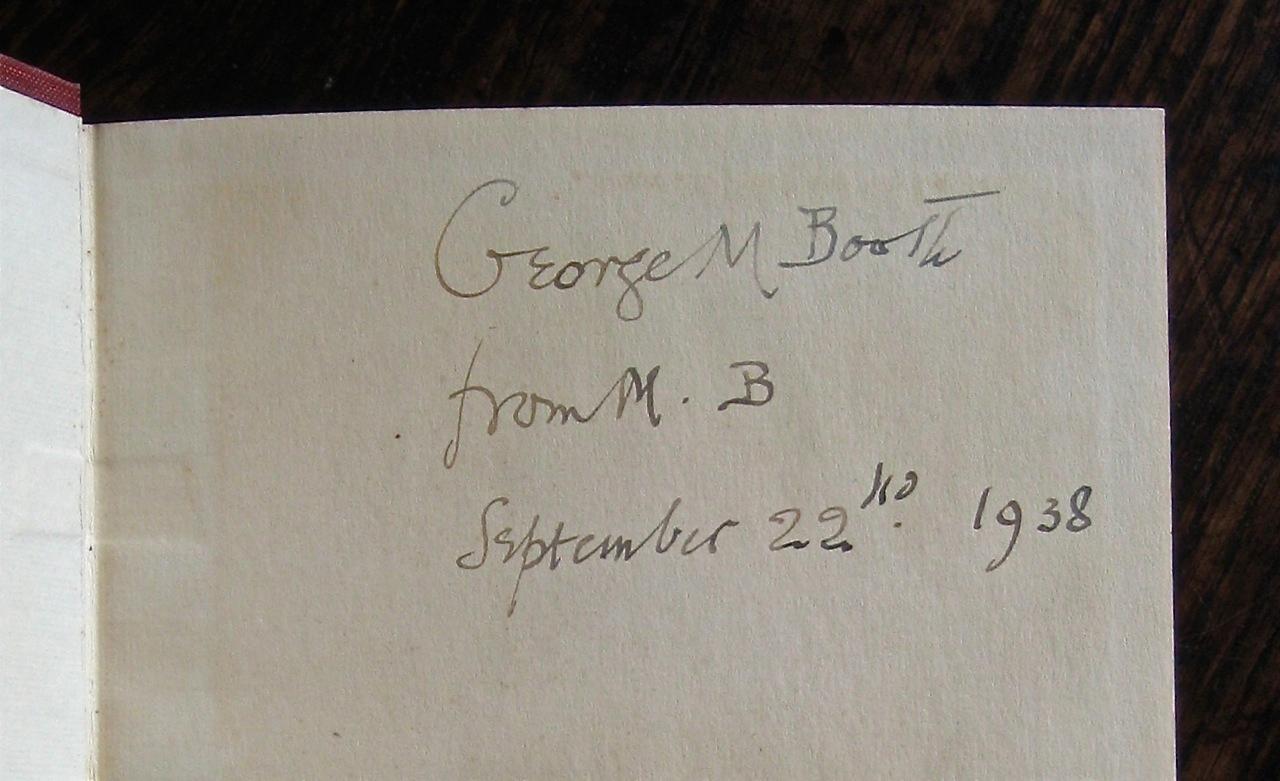 George M Booth
from M. B
September 22nd. 1938